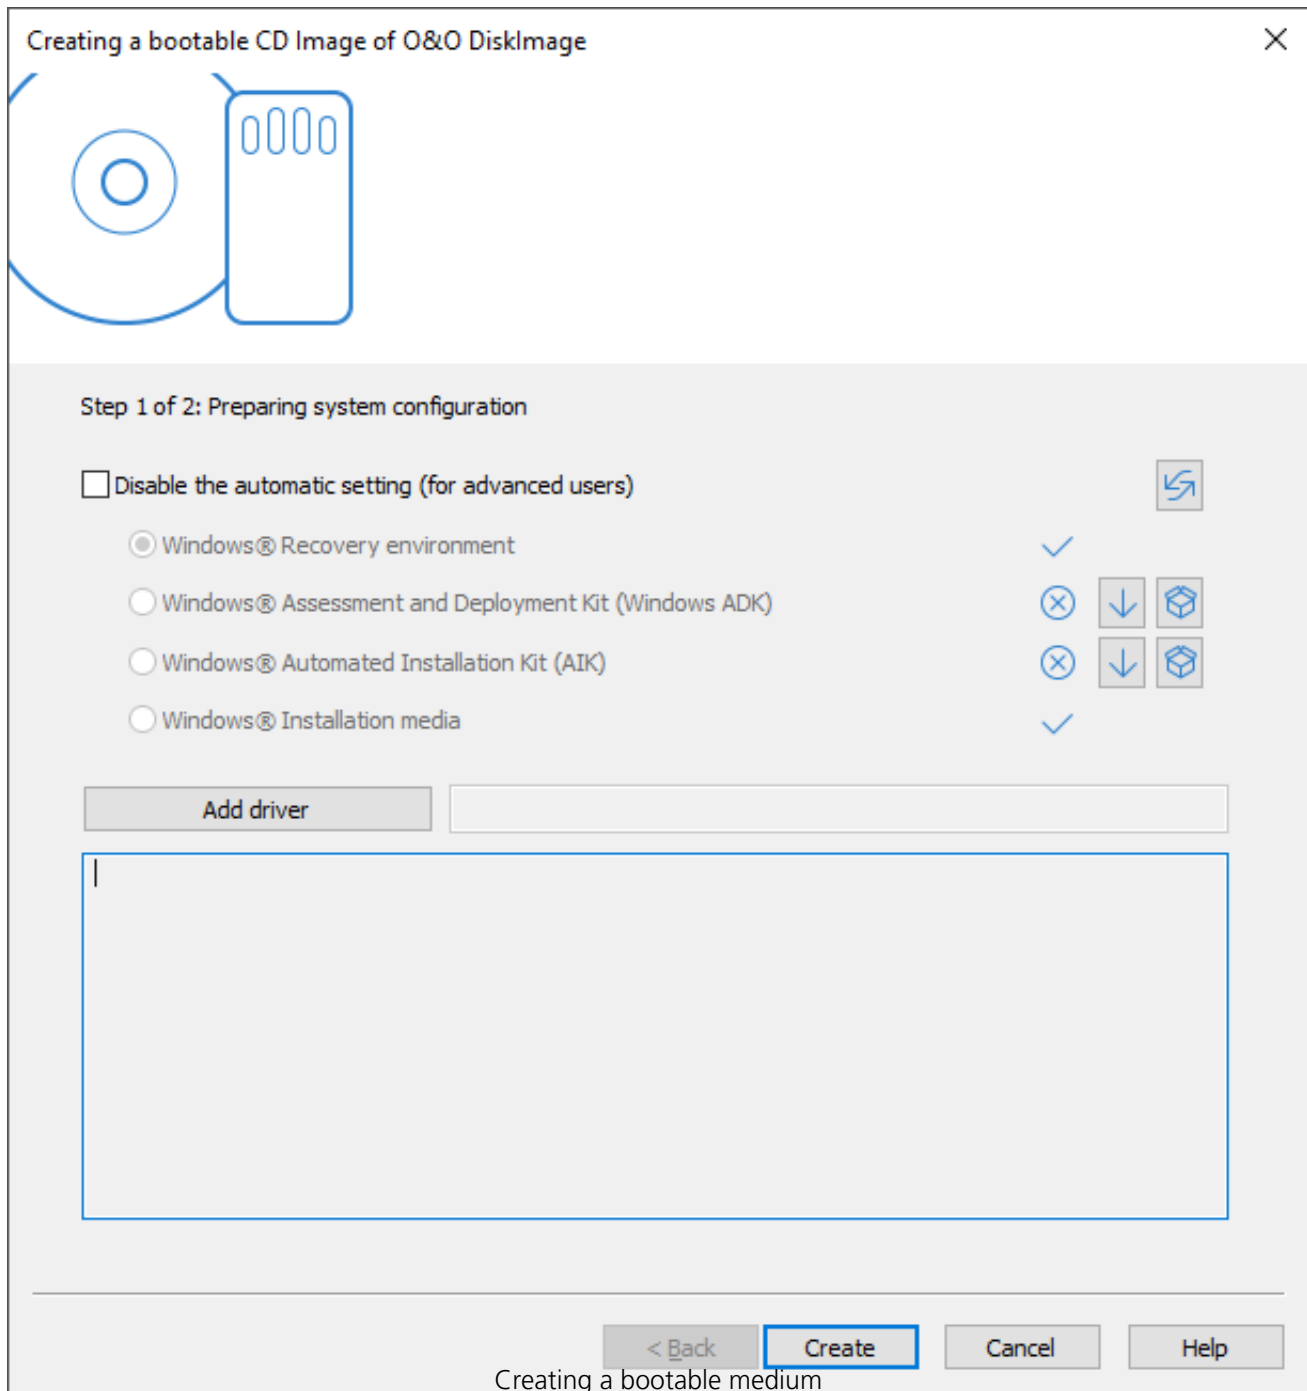 Creating a bootable CD Image of O&O DiskImage
Step 1 of 2: Preparing system configuration
Disable the automatic setting (for advanced users)
Windows® Recovery environment
Windows® Assessment and Deployment Kit (Windows ADK)
Windows® Automated Installation Kit (AIK)
Windows® Installation media
Add driver
< Back Create Cancel Help
Creating a bootable medium